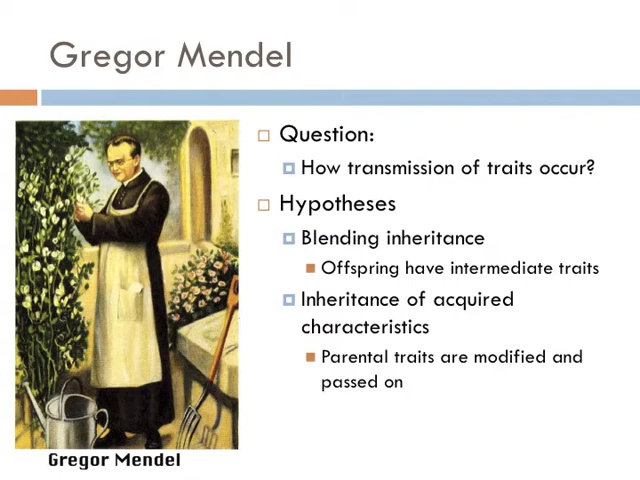 Gregor Mendel
Question:
How transmission of traits occur?
Hypotheses
Blending inheritance
Offspring have intermediate traits
Inheritance of acquired
characteristics
Parental traits are modified and
passed on
Gregor Mendel